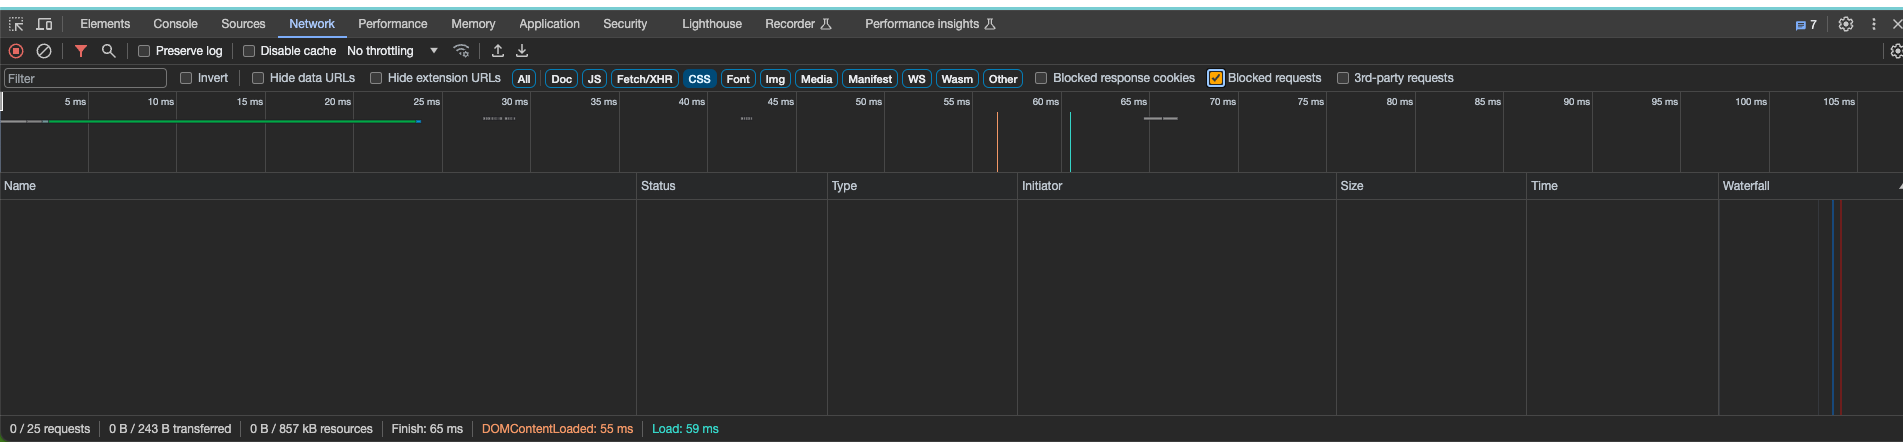 Elements Console Sources Network Performance Memory Application Security Lighthouse Recorder Performance insights 7
Preserve log Disable cache No throttling
Filter Invert Hide data URLs Hide extension URLs All Doc JS Fetch/XHR CSS Font Img Media Manifest WS Wasm Other Blocked response cookies Blocked requests 3rd-party requests
5 ms 10 ms 15 ms 20 ms 25 ms 30 ms 35 ms 40 ms 45 ms 50 ms 55 ms 60 ms 65 ms 70 ms 75 ms 80 ms 85 ms 90 ms 95 ms 100 ms 105 ms
Name Status Type Initiator Size Time Waterfall
0 / 25 requests 0 B / 243 B transferred 0 B / 857 kB resources Finish: 65 ms DOMContentLoaded: 55 ms Load: 59 ms